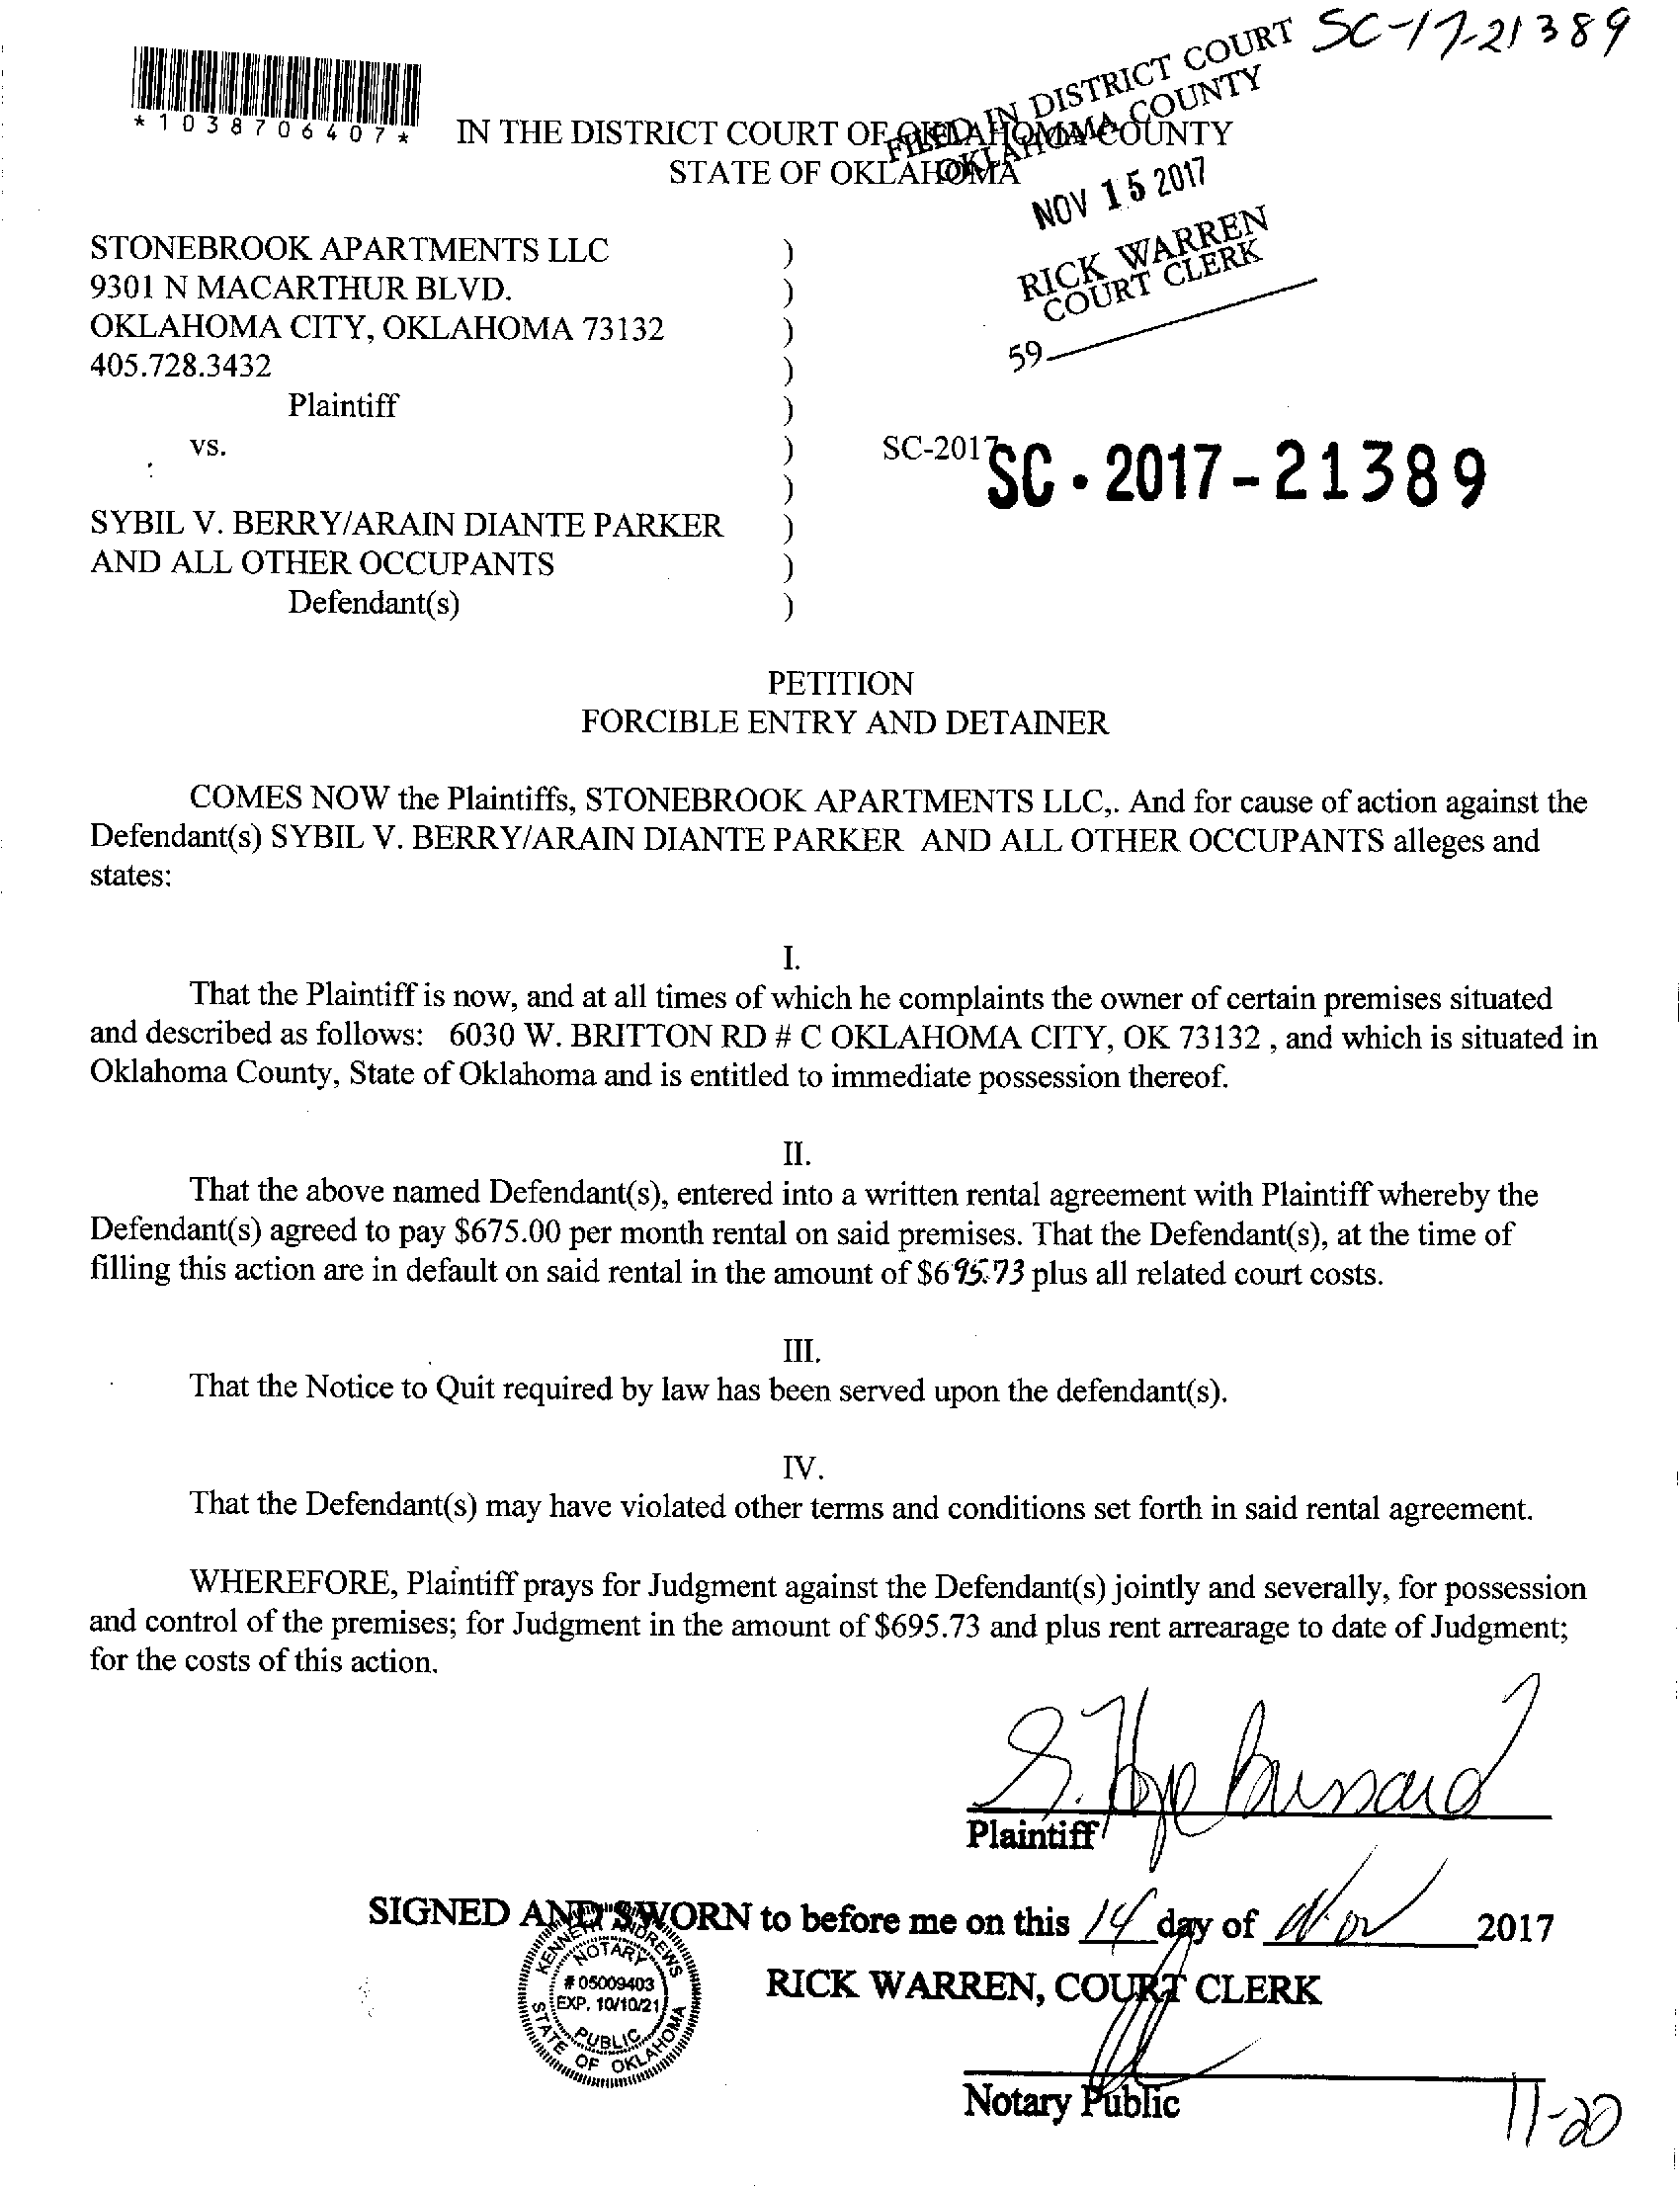 SC-17-21389
*1038706407*
FILED IN DISTRICT COURT
OKLAHOMA COUNTY
IN THE DISTRICT COURT OF OKLAHOMA COUNTY
STATE OF OKLAHOMA
NOV 15 2017
RICK WARREN
COURT CLERK
59
STONEBROOK APARTMENTS LLC )
9301 N MACARTHUR BLVD. )
OKLAHOMA CITY, OKLAHOMA 73132 )
405.728.3432 )
Plaintiff )
vs. ) SC-2017 SC • 2017-21389
)
SYBIL V. BERRY/ARAIN DIANTE PARKER )
AND ALL OTHER OCCUPANTS )
Defendant(s) )
PETITION
FORCIBLE ENTRY AND DETAINER
COMES NOW the Plaintiffs, STONEBROOK APARTMENTS LLC,. And for cause of action against the
Defendant(s) SYBIL V. BERRY/ARAIN DIANTE PARKER AND ALL OTHER OCCUPANTS alleges and
states:
I.
That the Plaintiff is now, and at all times of which he complaints the owner of certain premises situated
and described as follows: 6030 W. BRITTON RD # C OKLAHOMA CITY, OK 73132 , and which is situated in
Oklahoma County, State of Oklahoma and is entitled to immediate possession thereof.
II.
That the above named Defendant(s), entered into a written rental agreement with Plaintiff whereby the
Defendant(s) agreed to pay $675.00 per month rental on said premises. That the Defendant(s), at the time of
filling this action are in default on said rental in the amount of $695.73 plus all related court costs.
III.
That the Notice to Quit required by law has been served upon the defendant(s).
IV.
That the Defendant(s) may have violated other terms and conditions set forth in said rental agreement.
WHEREFORE, Plaintiff prays for Judgment against the Defendant(s) jointly and severally, for possession
and control of the premises; for Judgment in the amount of $695.73 and plus rent arrearage to date of Judgment;
for the costs of this action.
Plaintiff
SIGNED AND SWORN to before me on this 14 day of Nov 2017
KENNETH ANDREWS
NOTARY
# 05009403
EXP. 10/10/21
PUBLIC
STATE OF OKLAHOMA
RICK WARREN, COURT CLERK
Notary Public
11-20